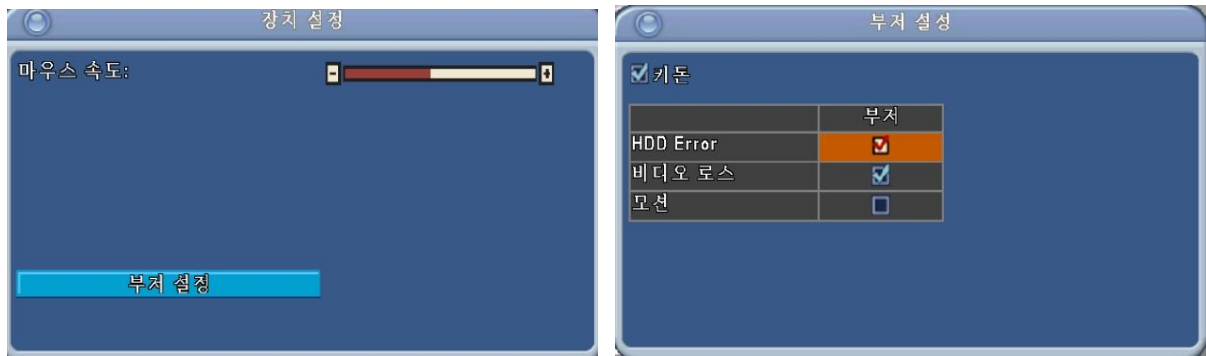 장치 설정
마우스 속도:
부저 설정
부저 설정
키톤
부저
HDD Error
비디오 로스
모션